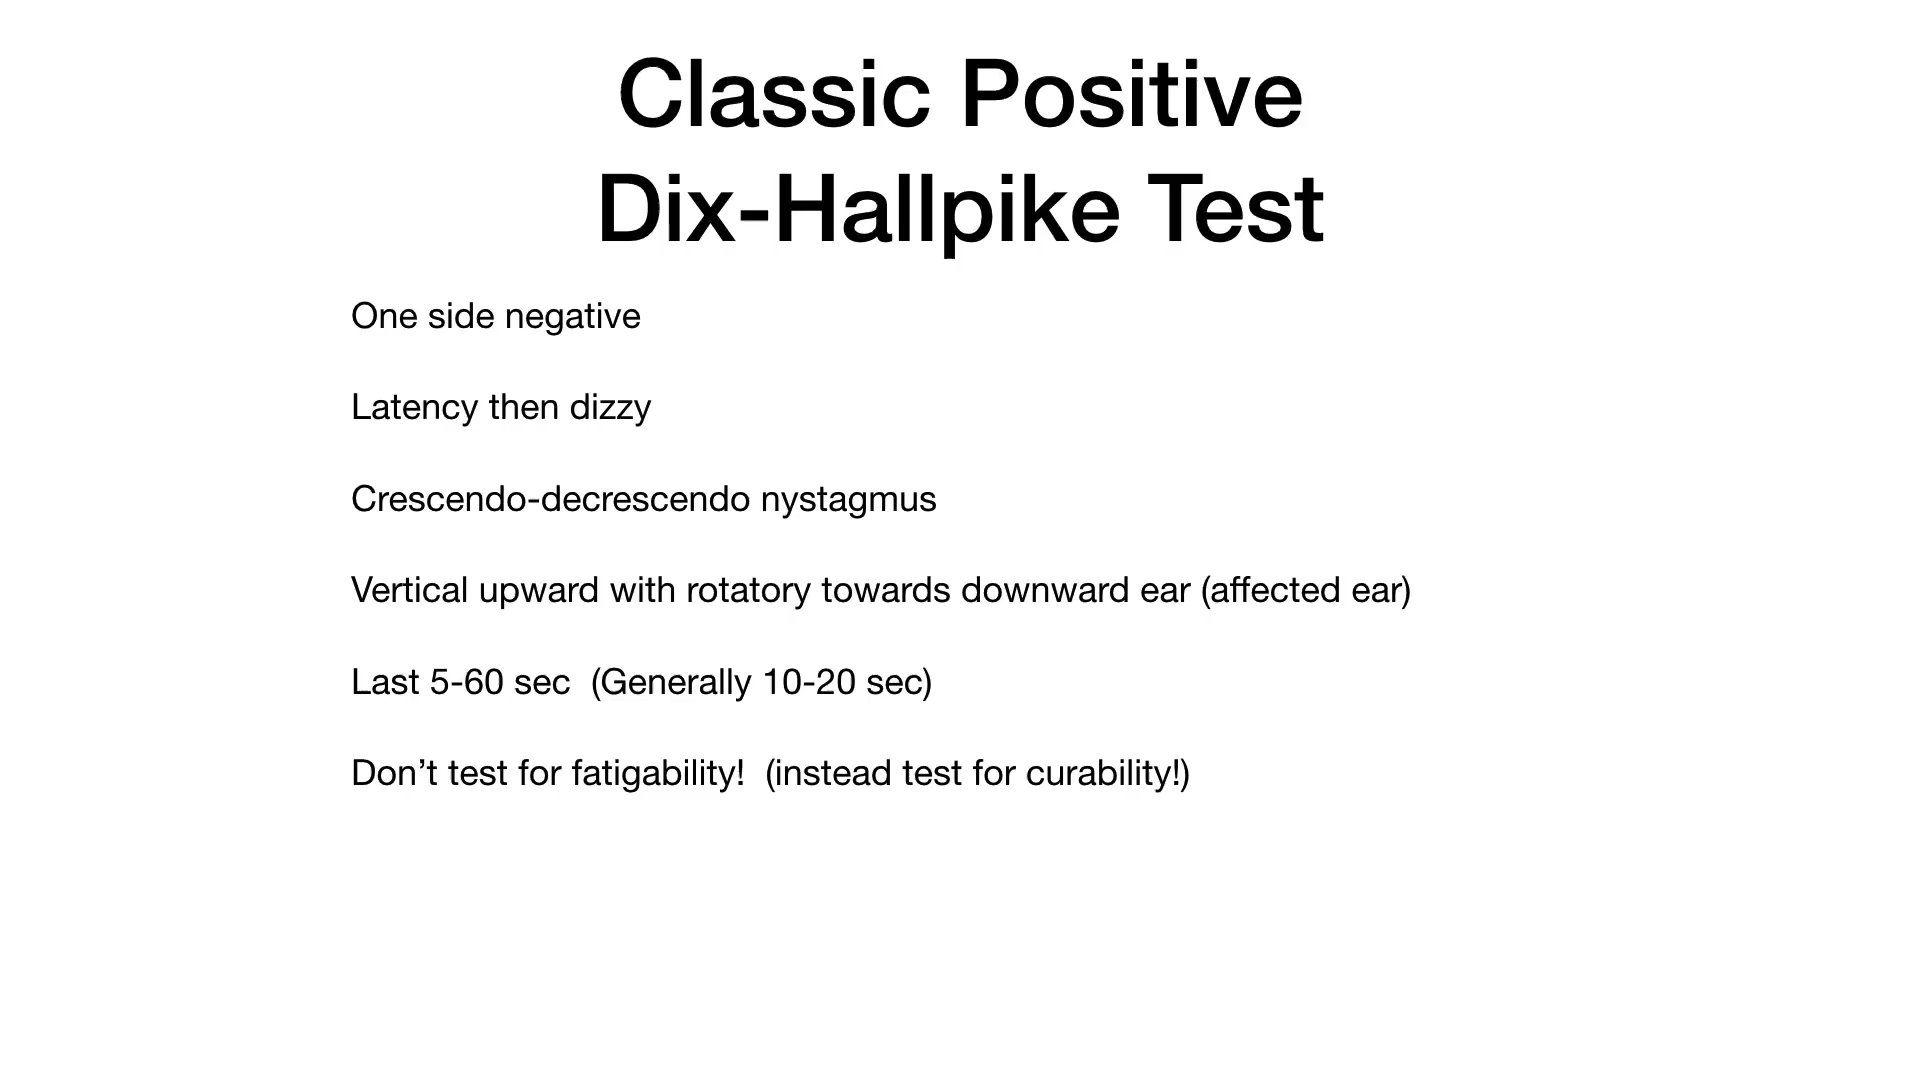 Classic Positive
Dix-Hallpike Test
One side negative
Latency then dizzy
Crescendo-decrescendo nystagmus
Vertical upward with rotatory towards downward ear (affected ear)
Last 5-60 sec  (Generally 10-20 sec)
Don’t test for fatigability!  (instead test for curability!)